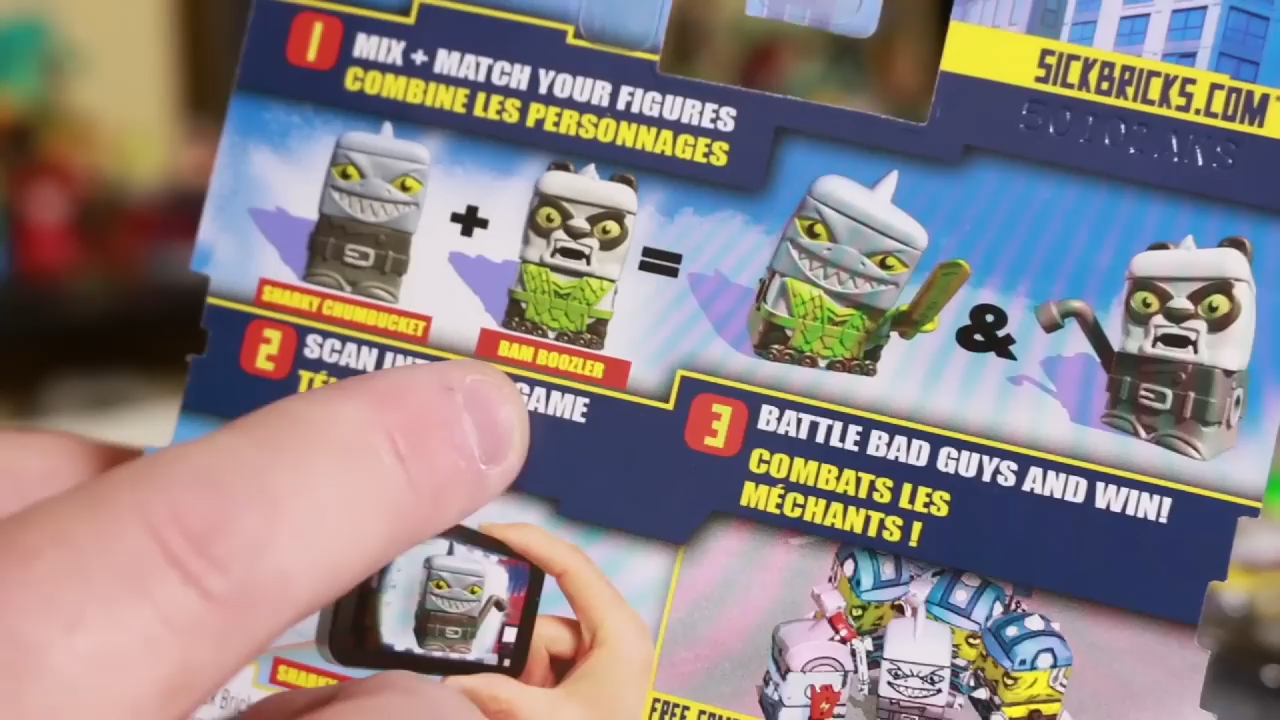 1 MIX + MATCH YOUR FIGURES
COMBINE LES PERSONNAGES
SICKBRICKS.COM
+
=
&
SHARKY CHUMBUCKET
BAM BOOZLER
2 SCAN GAME
3 BATTLE BAD GUYS AND WIN!
COMBATS LES
MÉCHANTS !
FREE